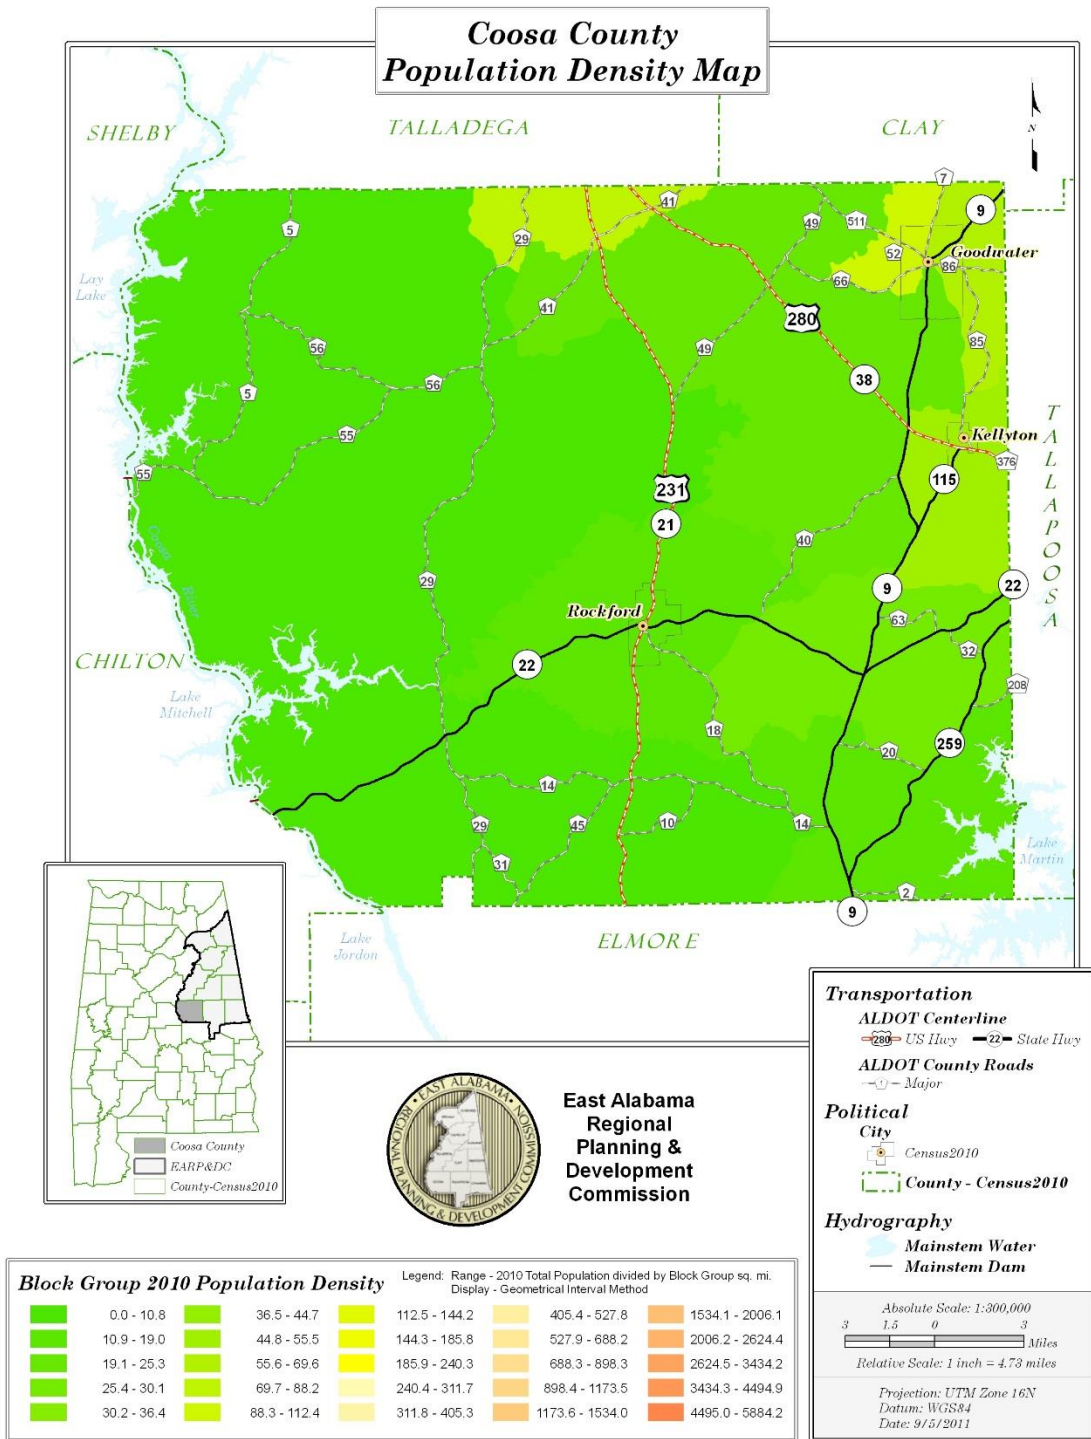 Coosa County
Population Density Map
SHELBY
TALLADEGA
CLAY
N
7
9
41
5
29
49
511
52
Goodwater
86
66
Lay
Lake
41
280
85
56
49
56
38
5
TALLAPOOSA
55
Kellyton
376
55
115
231
21
Coosa
River
40
29
9
22
Rockford
63
32
22
CHILTON
208
Lake
Mitchell
18
259
20
14
29
45
10
14
31
Lake
Martin
2
9
Lake
Jordon
ELMORE
Coosa County
EARP&DC
County-Census2010
EAST ALABAMA
REGIONAL PLANNING & DEVELOPMENT COMMISSION
East Alabama
Regional
Planning &
Development
Commission
Transportation
ALDOT Centerline
280 US Hwy 22 State Hwy
ALDOT County Roads
1 Major
Political
City
Census2010
County - Census2010
Hydrography
Mainstem Water
Mainstem Dam
Absolute Scale: 1:300,000
3 1.5 0 3
Miles
Relative Scale: 1 inch = 4.73 miles
Projection: UTM Zone 16N
Datum: WGS84
Date: 9/5/2011
Block Group 2010 Population Density
Legend: Range - 2010 Total Population divided by Block Group sq. mi.
Display - Geometrical Interval Method
0.0 - 10.8 36.5 - 44.7 112.5 - 144.2 405.4 - 527.8 1534.1 - 2006.1
10.9 - 19.0 44.8 - 55.5 144.3 - 185.8 527.9 - 688.2 2006.2 - 2624.4
19.1 - 25.3 55.6 - 69.6 185.9 - 240.3 688.3 - 898.3 2624.5 - 3434.2
25.4 - 30.1 69.7 - 88.2 240.4 - 311.7 898.4 - 1173.5 3434.3 - 4494.9
30.2 - 36.4 88.3 - 112.4 311.8 - 405.3 1173.6 - 1534.0 4495.0 - 5884.2